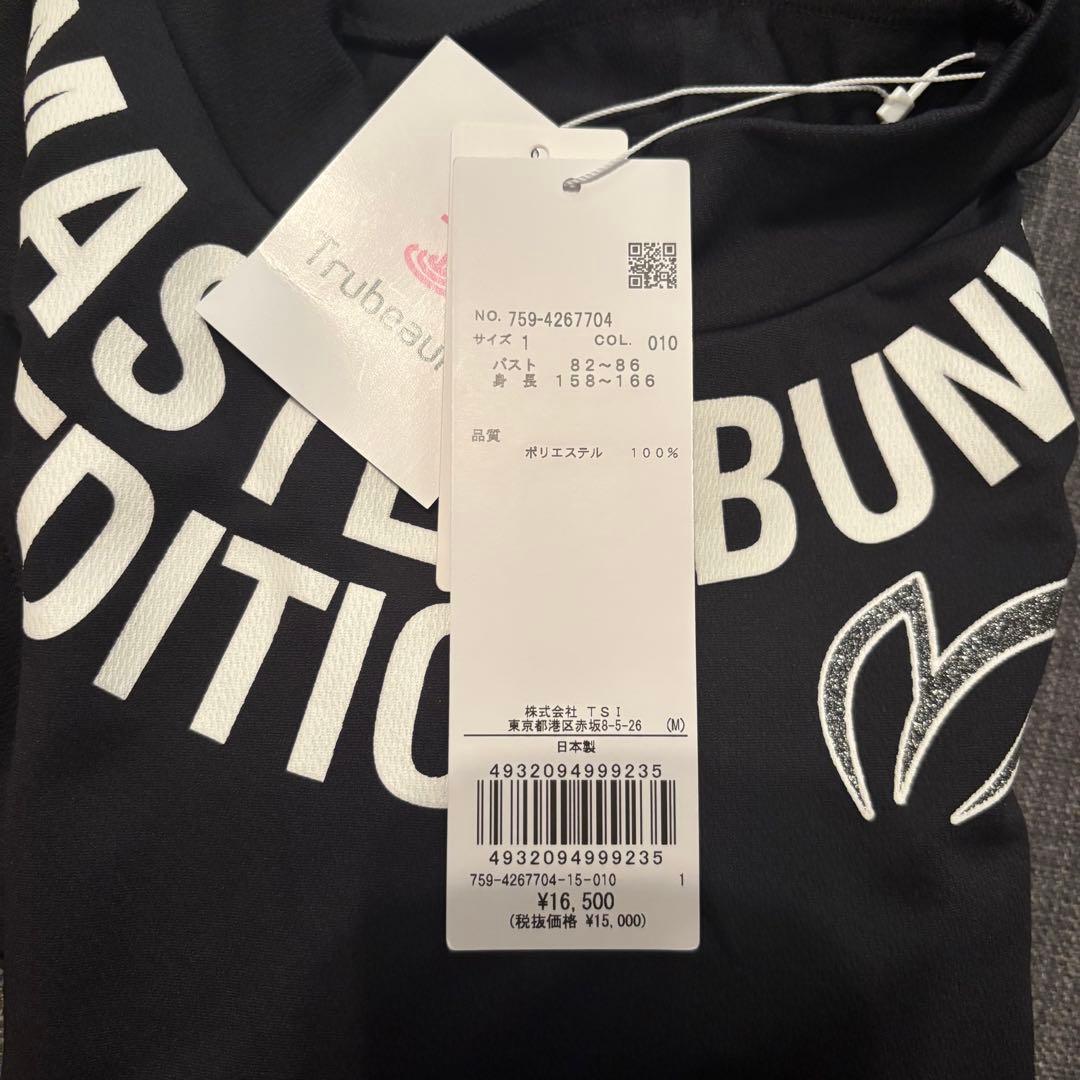 MASTE BUN
EDITIO
Trubeau
NO. 759-4267704
サイズ 1 COL. 010
バスト 82~86
身長 158~166
品質
ポリエステル 100%
株式会社 TSI
東京都港区赤坂8-5-26 (M)
日本製
4932094999235
4932094999235
759-4267704-15-010 1
¥16,500
(税抜価格 ¥15,000)